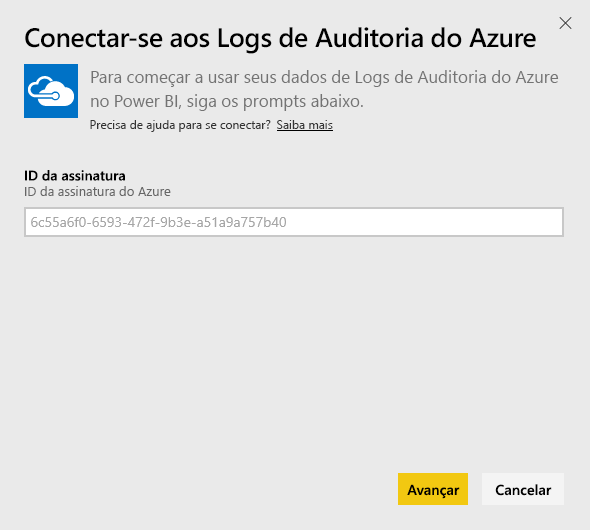 Conectar-se aos Logs de Auditoria do Azure
Para começar a usar seus dados de Logs de Auditoria do Azure
no Power BI, siga os prompts abaixo.
Precisa de ajuda para se conectar? Saiba mais
ID da assinatura
ID da assinatura do Azure
6c55a6f0-6593-472f-9b3e-a51a9a757b40
Avançar Cancelar